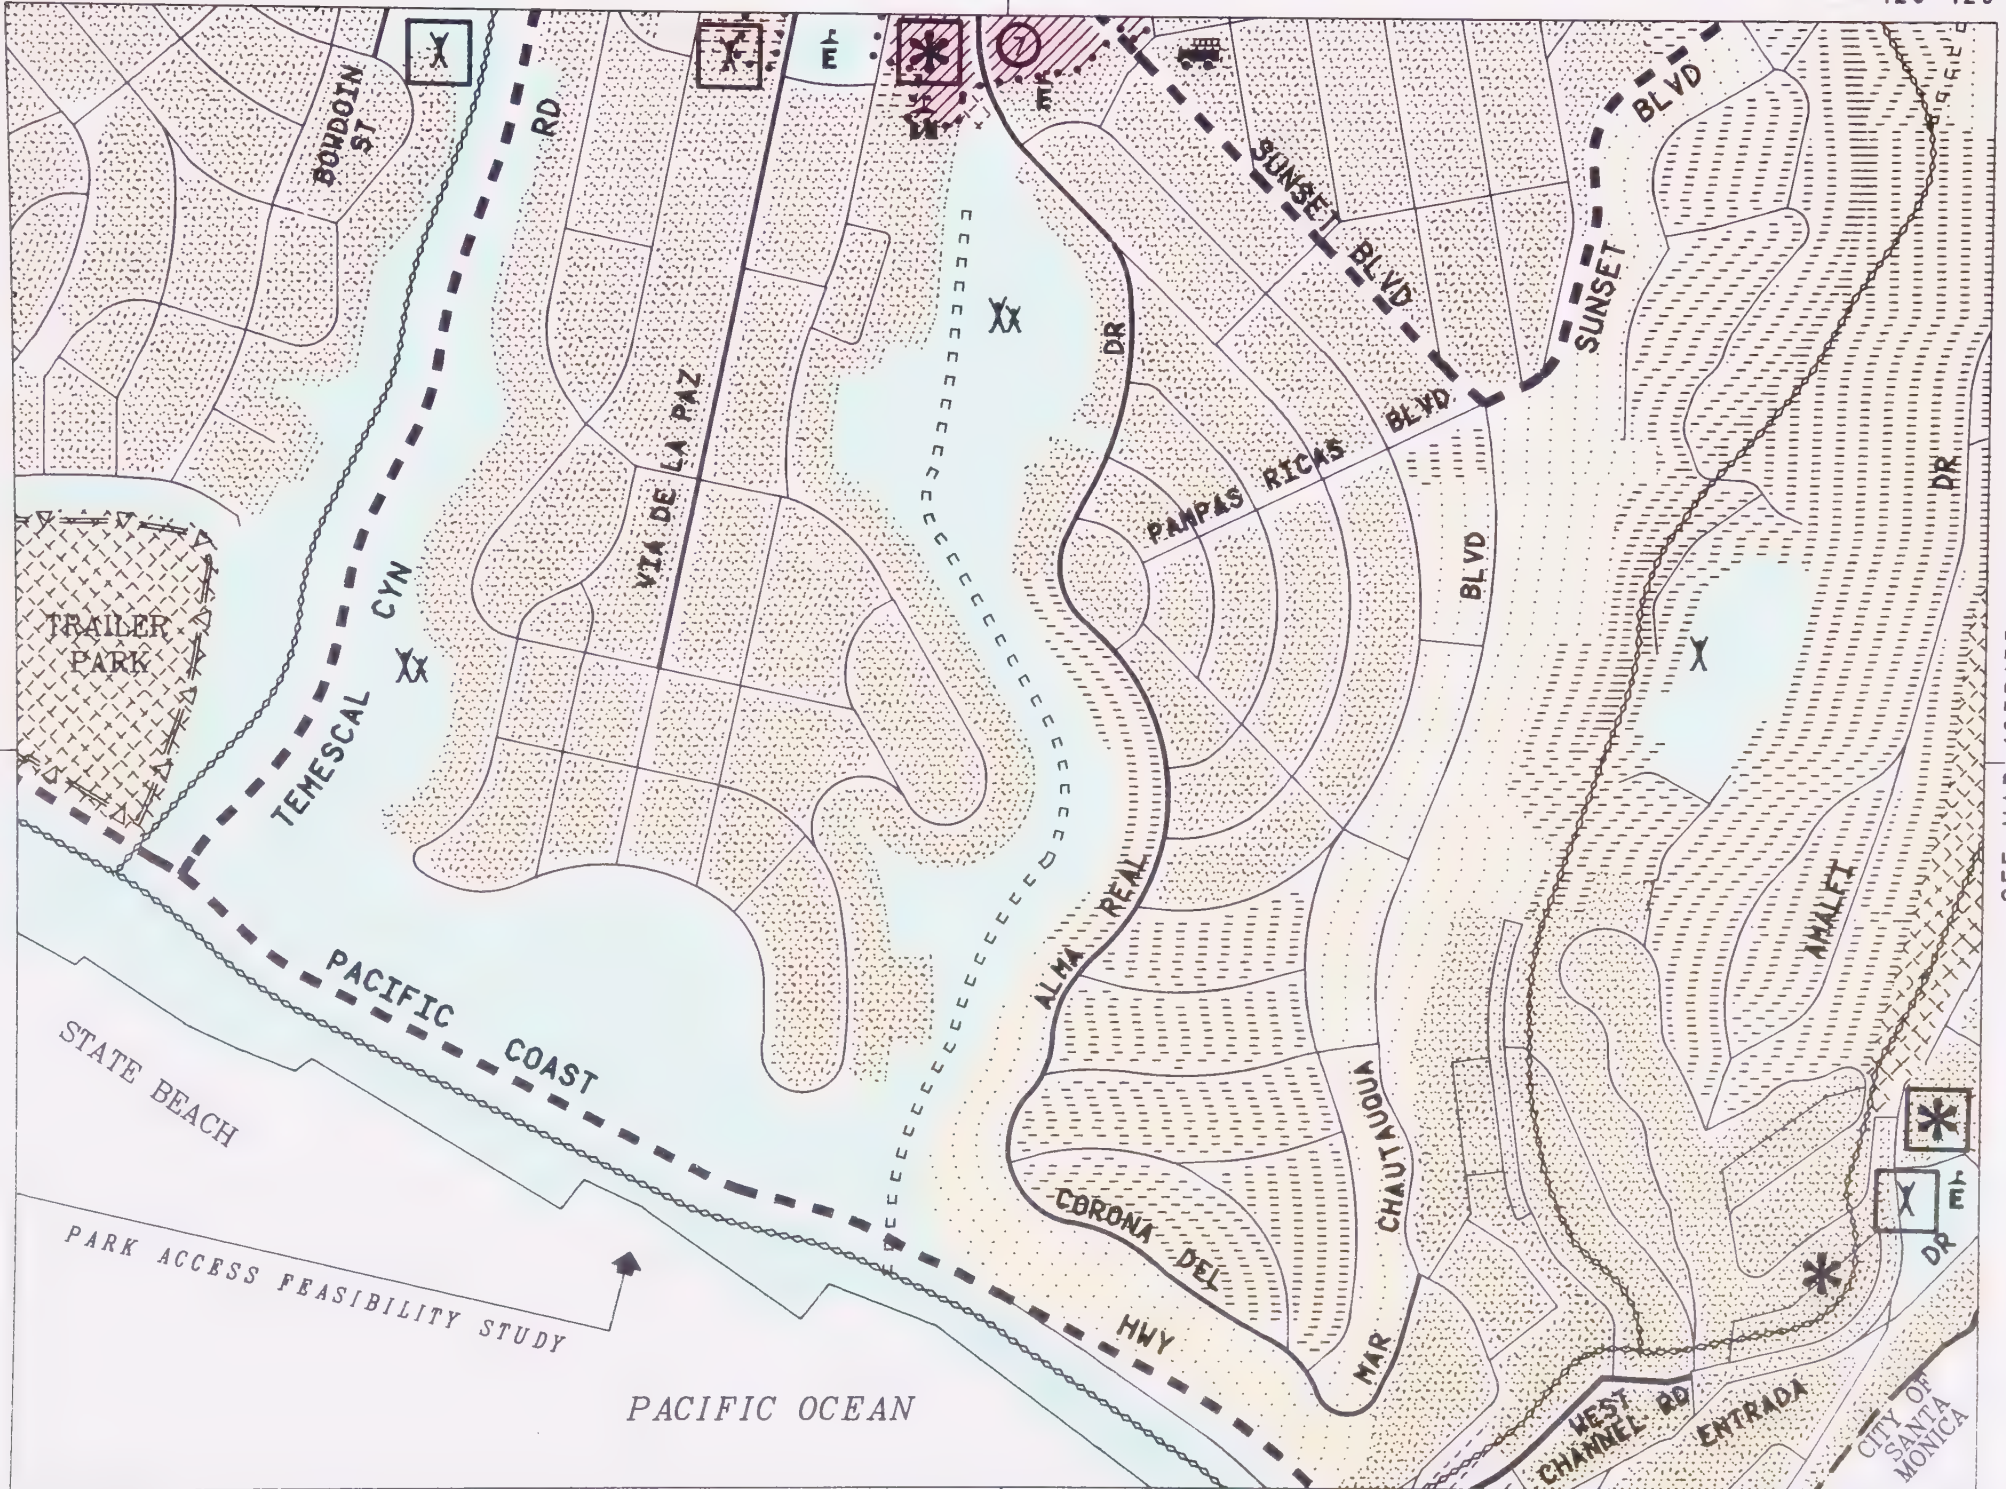 BOWDOIN
ST
RD
E
7
SUNSET
BLVD
SUNSET
BLVD
DR
VIA DE LA PAZ
PAMPAS RICAS BLVD
BLVD
DR
TRAILER
PARK
TEMESCAL CYN
AMALFI
ALMA REAL
PACIFIC COAST
HWY
STATE BEACH
CHAUTAUQUA
CORONA DEL
MAR
E
DR
PARK ACCESS FEASIBILITY STUDY
PACIFIC OCEAN
WEST
CHANNEL RD
ENTRADA
CITY OF
SANTA
MONICA